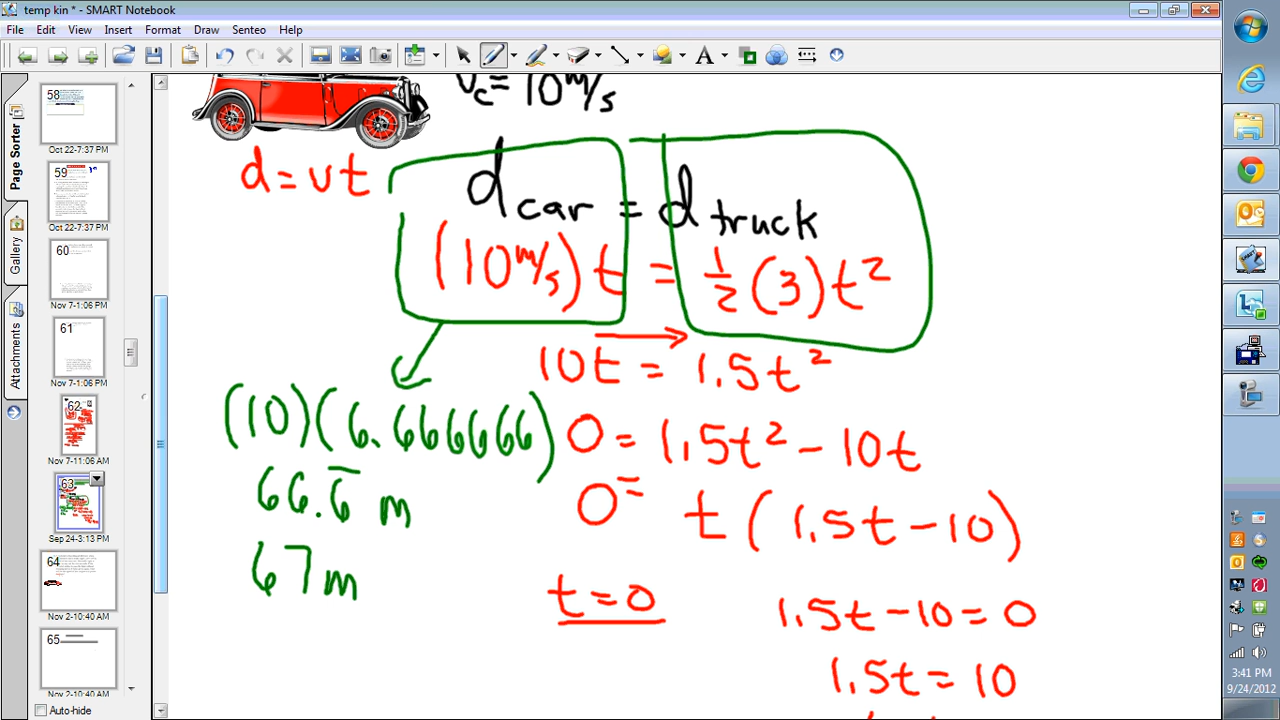 temp kin * - SMART Notebook
File Edit View Insert Format Draw Senteo Help
Page Sorter
Gallery
Attachments
58
Oct 22-7:37 PM
59
Oct 22-7:37 PM
60
Nov 7-1:06 PM
61
Nov 7-1:06 PM
62
Nov 7-11:06 AM
63
Sep 24-3:13 PM
64
Nov 2-10:40 AM
65
Nov 2-10:40 AM
Auto-hide
v_c = 10 m/s
d = vt
d car = d truck
(10 m/s) t = 1/2 (3) t²
10t = 1.5t²
(10)(6.666666)
0 = 1.5t² - 10t
66.6̅ m
0 = t (1.5t - 10)
67 m
t = 0
1.5t - 10 = 0
1.5t = 10
3:41 PM
9/24/2012